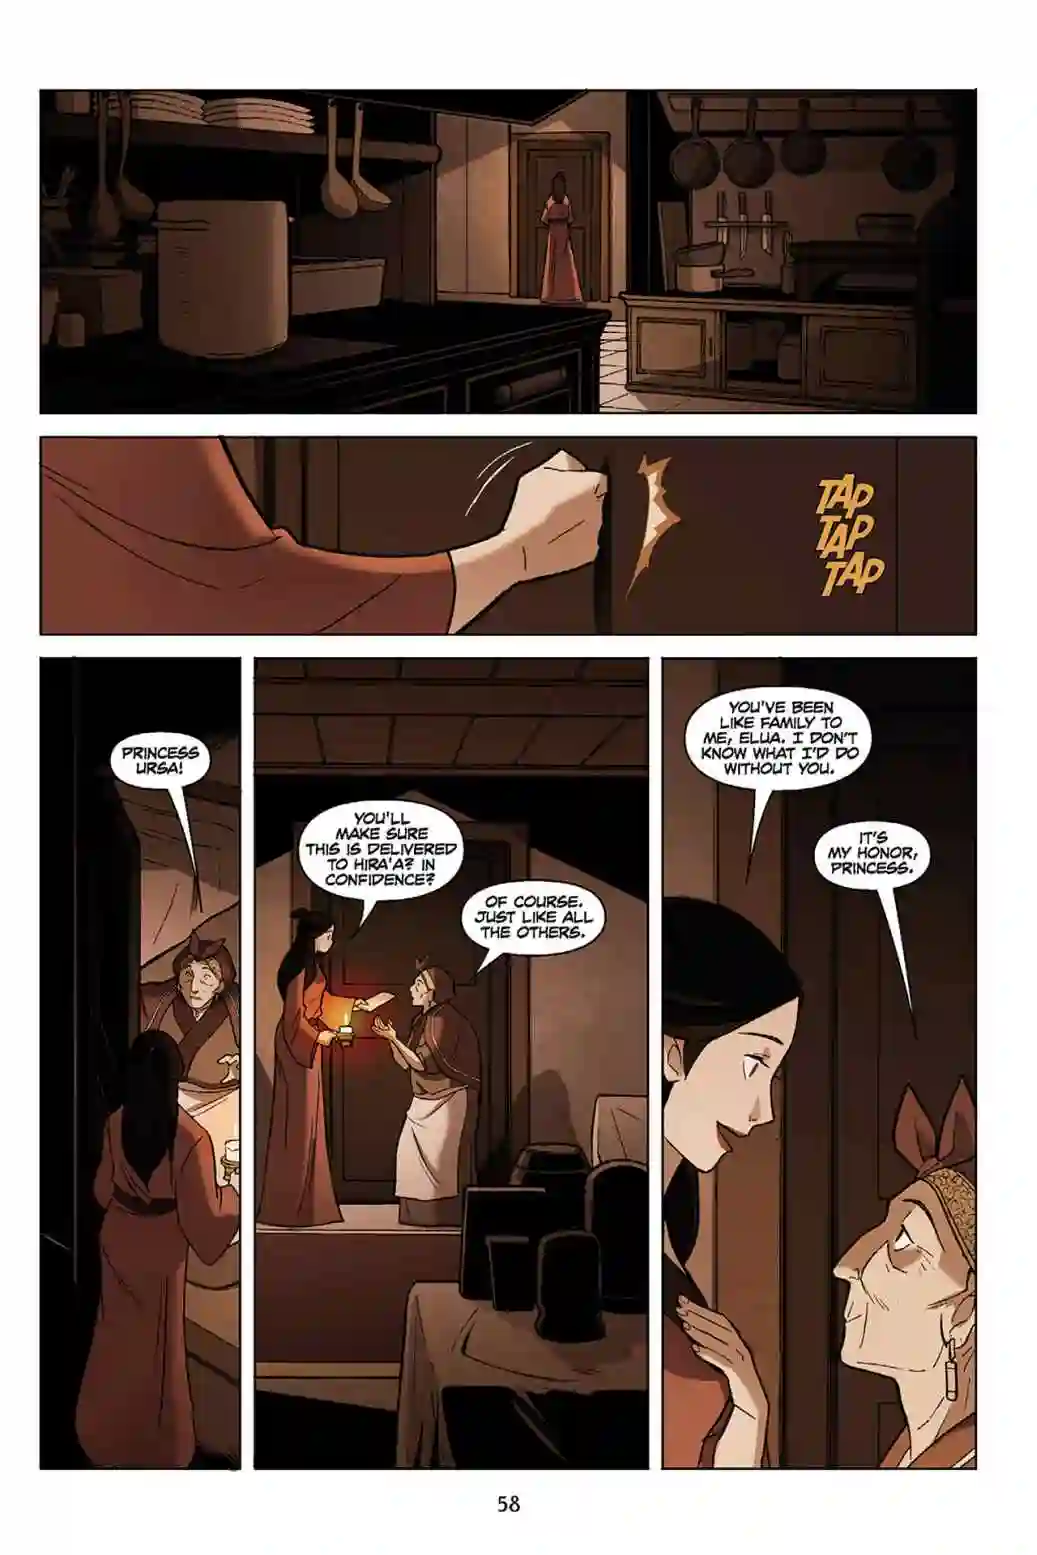 TAP
TAP
TAP
PRINCESS
URSA!
YOU'LL
MAKE SURE
THIS IS DELIVERED
TO HIRA'A? IN
CONFIDENCE?
OF COURSE.
JUST LIKE ALL
THE OTHERS.
YOU'VE BEEN
LIKE FAMILY TO
ME, ELUA. I DON'T
KNOW WHAT I'D DO
WITHOUT YOU.
IT'S
MY HONOR,
PRINCESS.
58